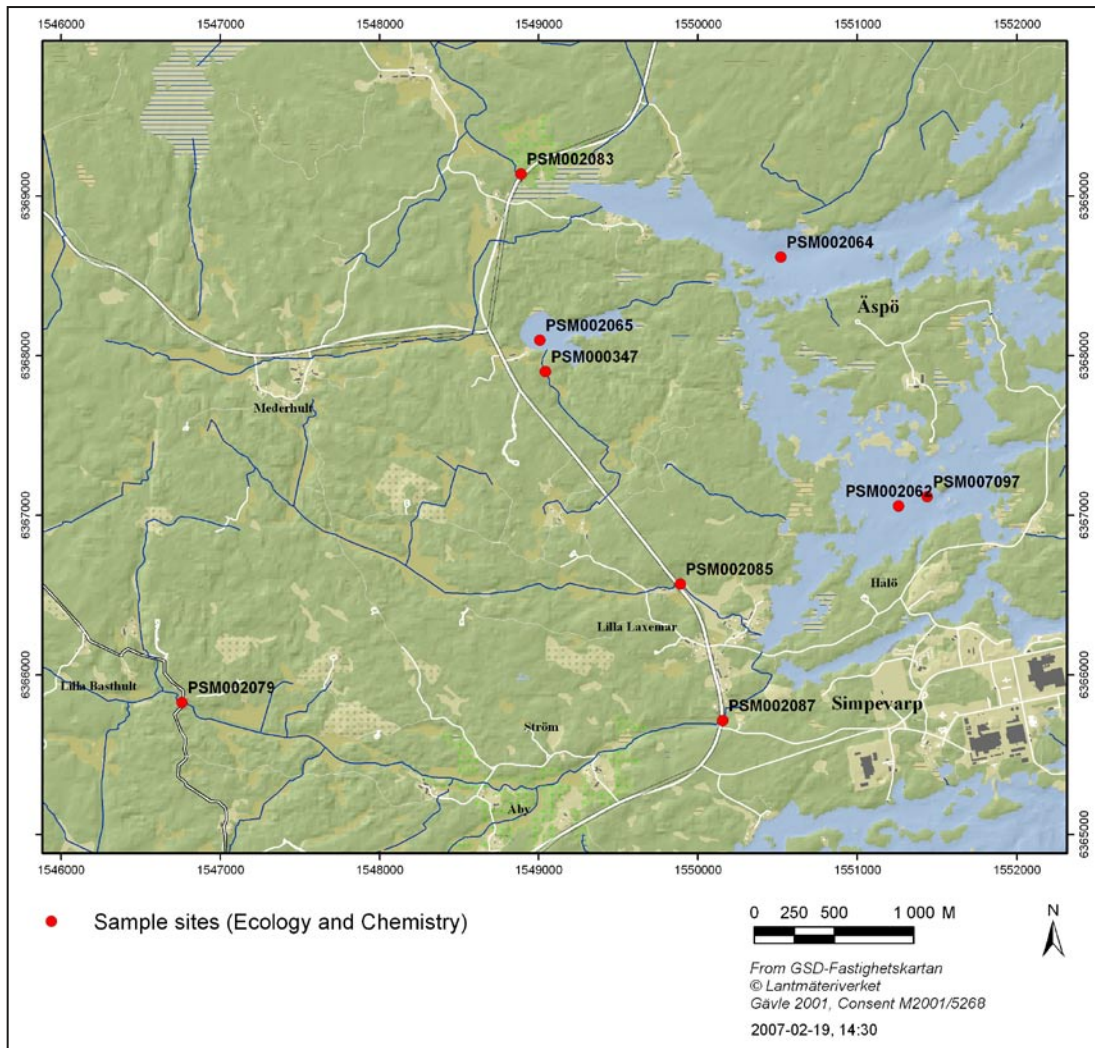 1546000 1547000 1548000 1549000 1550000 1551000 1552000
6369000 6369000
PSM002083
PSM002064
Äspö
PSM002065
6368000 6368000
PSM000347
Mederhult
PSM002062 PSM007097
6367000 6367000
PSM002085
Hålö
Lilla Laxemar
6366000 6366000
Lilla Basthult PSM002079
Simpevarp
PSM002087
Ström
Åby
6365000 6365000
1546000 1547000 1548000 1549000 1550000 1551000 1552000
Sample sites (Ecology and Chemistry)
0 250 500 1 000 M
N
From GSD-Fastighetskartan
© Lantmäteriverket
Gävle 2001, Consent M2001/5268
2007-02-19, 14:30